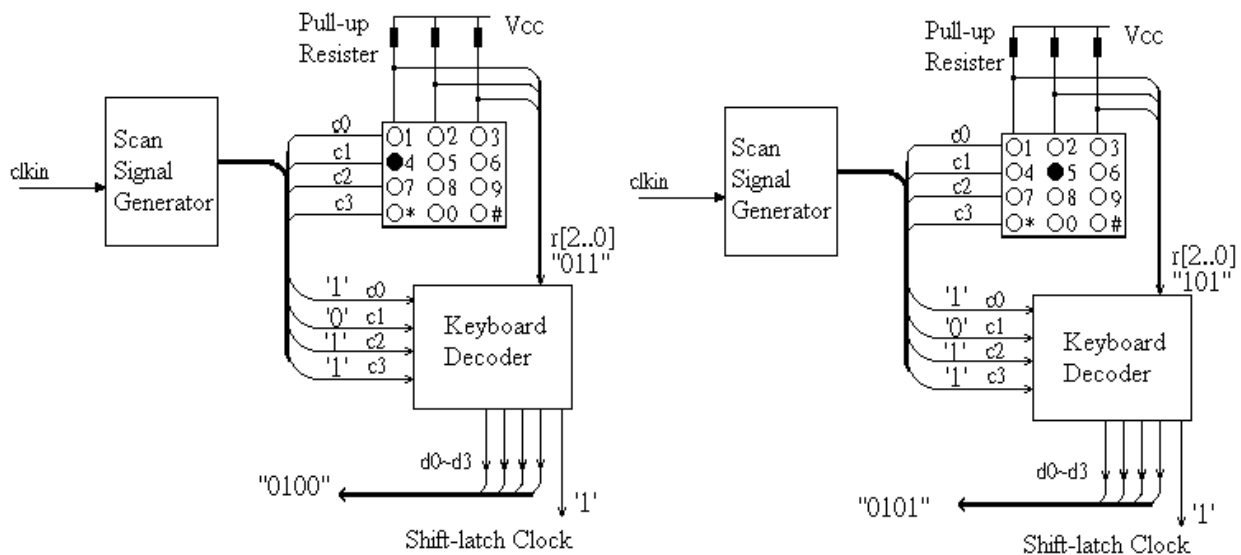 Pull-up
Resister
Vcc
Scan
Signal
Generator
clkin
c0
c1
c2
c3
1 2 3
4 5 6
7 8 9
* 0 #
r[2..0]
"011"
'1' c0
'0' c1
'1' c2
'1' c3
Keyboard
Decoder
d0~d3
"0100"
'1'
Shift-latch Clock
Pull-up
Resister
Vcc
Scan
Signal
Generator
clkin
c0
c1
c2
c3
1 2 3
4 5 6
7 8 9
* 0 #
r[2..0]
"101"
'1' c0
'0' c1
'1' c2
'1' c3
Keyboard
Decoder
d0~d3
"0101"
'1'
Shift-latch Clock